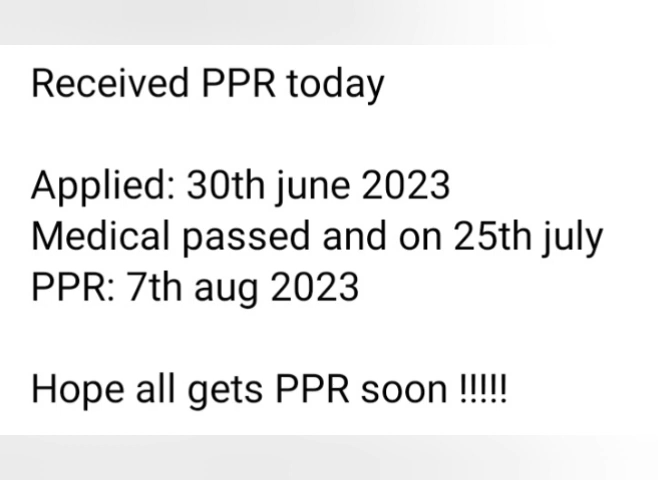 Received PPR today
Applied: 30th june 2023
Medical passed and on 25th july
PPR: 7th aug 2023
Hope all gets PPR soon !!!!!